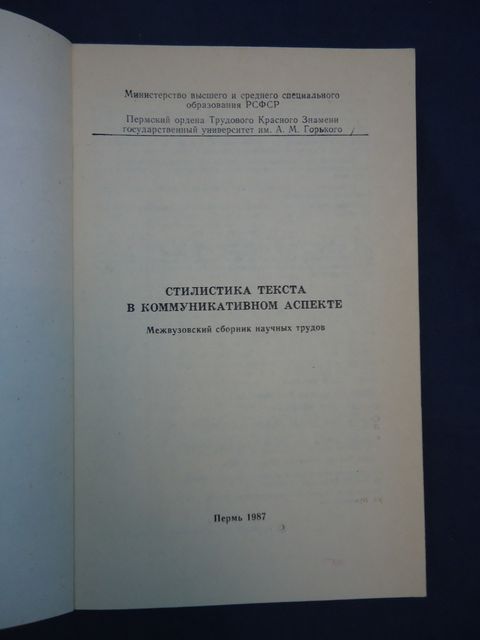 Министерство высшего и среднего специального
образования РСФСР
Пермский ордена Трудового Красного Знамени
государственный университет им. А. М. Горького
СТИЛИСТИКА ТЕКСТА
В КОММУНИКАТИВНОМ АСПЕКТЕ
Межвузовский сборник научных трудов
Пермь 1987